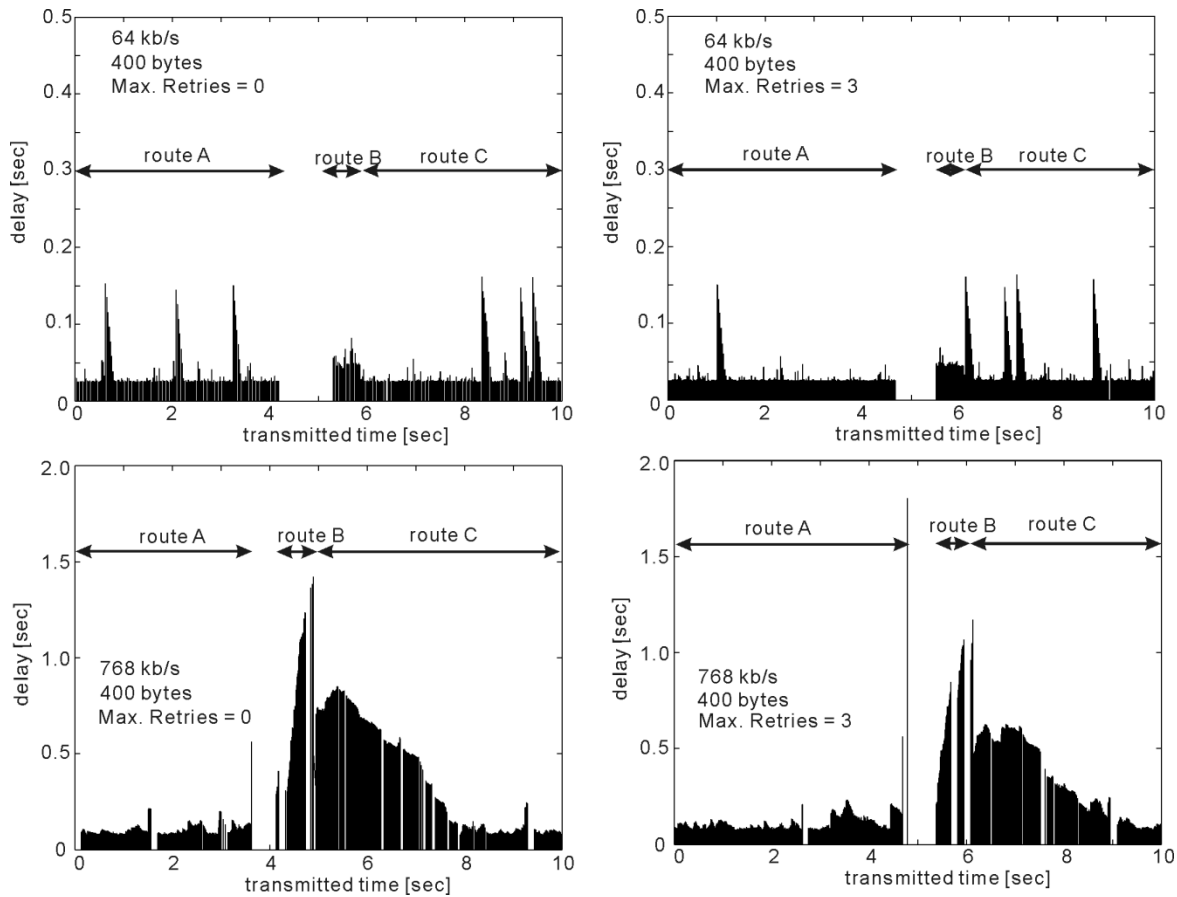 0.5
64 kb/s
400 bytes
Max. Retries = 0
0.4
route A
route B
route C
0.3
delay [sec]
0.2
0.1
0
0 2 4 6 8 10
transmitted time [sec]
0.5
64 kb/s
400 bytes
Max. Retries = 3
0.4
route A
route B
route C
0.3
delay [sec]
0.2
0.1
0
0 2 4 6 8 10
transmitted time [sec]
2.0
route A
route B
route C
1.5
delay [sec]
1.0
768 kb/s
400 bytes
Max. Retries = 0
0.5
0
0 2 4 6 8 10
transmitted time [sec]
2.0
route A
route B
route C
1.5
delay [sec]
1.0
768 kb/s
400 bytes
Max. Retries = 3
0.5
0
0 2 4 6 8 10
transmitted time [sec]